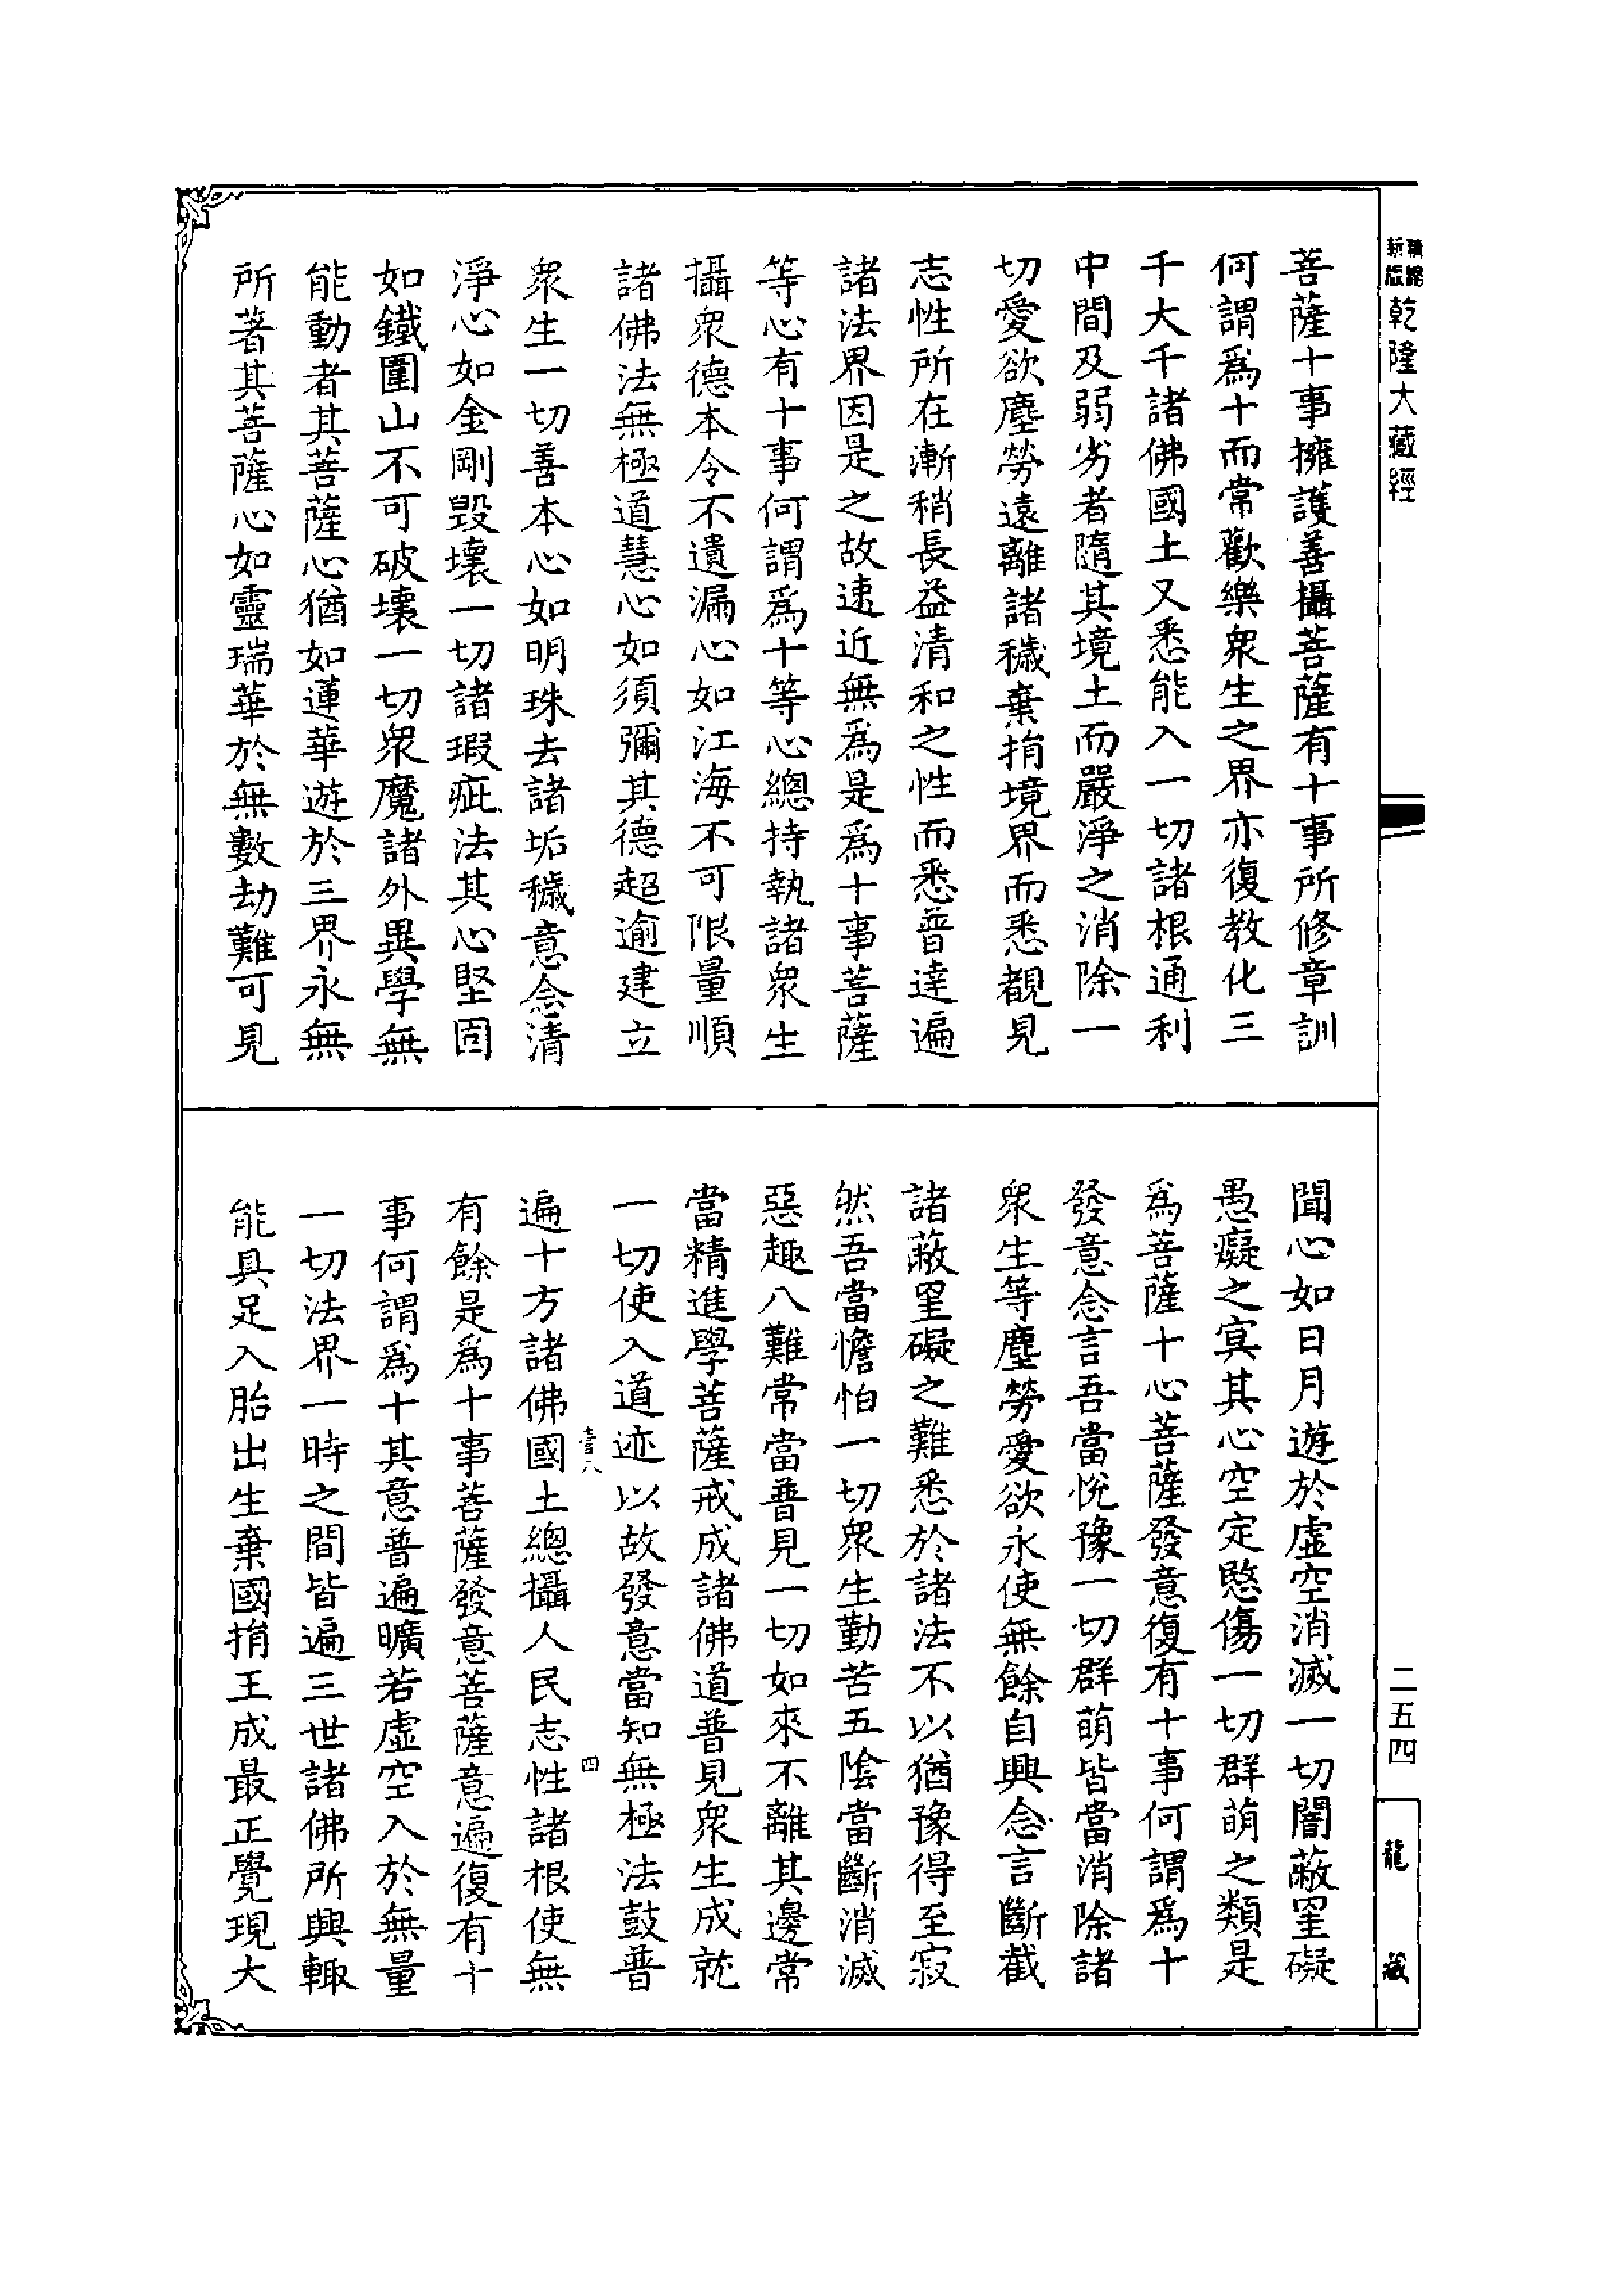 精縮新版乾隆大藏經
菩薩十事擁護善攝菩薩有十事所修章訓
何謂爲十而常歡樂衆生之界亦復教化三
千大千諸佛國土又悉能入一切諸根通利
中間及弱劣者隨其境土而嚴淨之消除一
切愛欲塵勞遠離諸穢棄捐境界而悉覩見
志性所在漸稍長益清和之性而悉普達遍
諸法界因是之故速近無爲是爲十事菩薩
等心有十事何謂爲十等心總持執諸衆生
攝衆德本令不遺漏心如江海不可限量順
諸佛法無極道慧心如須彌其德超逾建立
衆生一切善本心如明珠去諸垢穢意念清
淨心如金剛毀壞一切諸瑕疵法其心堅固
如鐵圍山不可破壞一切衆魔諸外異學無
能動者其菩薩心猶如蓮華遊於三界永無
所著其菩薩心如靈瑞華於無數劫難可見
聞心如日月遊於虛空消滅一切闇蔽罣礙
愚癡之冥其心空定愍傷一切群萌之類是
爲菩薩十心菩薩發意復有十事何謂爲十
發意念言吾當悅豫一切群萌皆當消除諸
衆生等塵勞愛欲永使無餘自興念言斷截
諸蔽罣礙之難悉於諸法不以猶豫得至寂
然吾當憺怕一切衆生勤苦五陰當斷消滅
惡趣八難常當普見一切如來不離其邊常
當精進學菩薩戒成諸佛道普見衆生成就
一切使入道迹以故發意當知無極法鼓普
壹八
四
遍十方諸佛國土總攝人民志性諸根使無
有餘是爲十事菩薩發意菩薩意遍復有十
事何謂爲十其意普遍曠若虛空入於無量
一切法界一時之間皆遍三世諸佛所興輒
能具足入胎出生棄國捐王成最正覺現大
二五四
龍藏